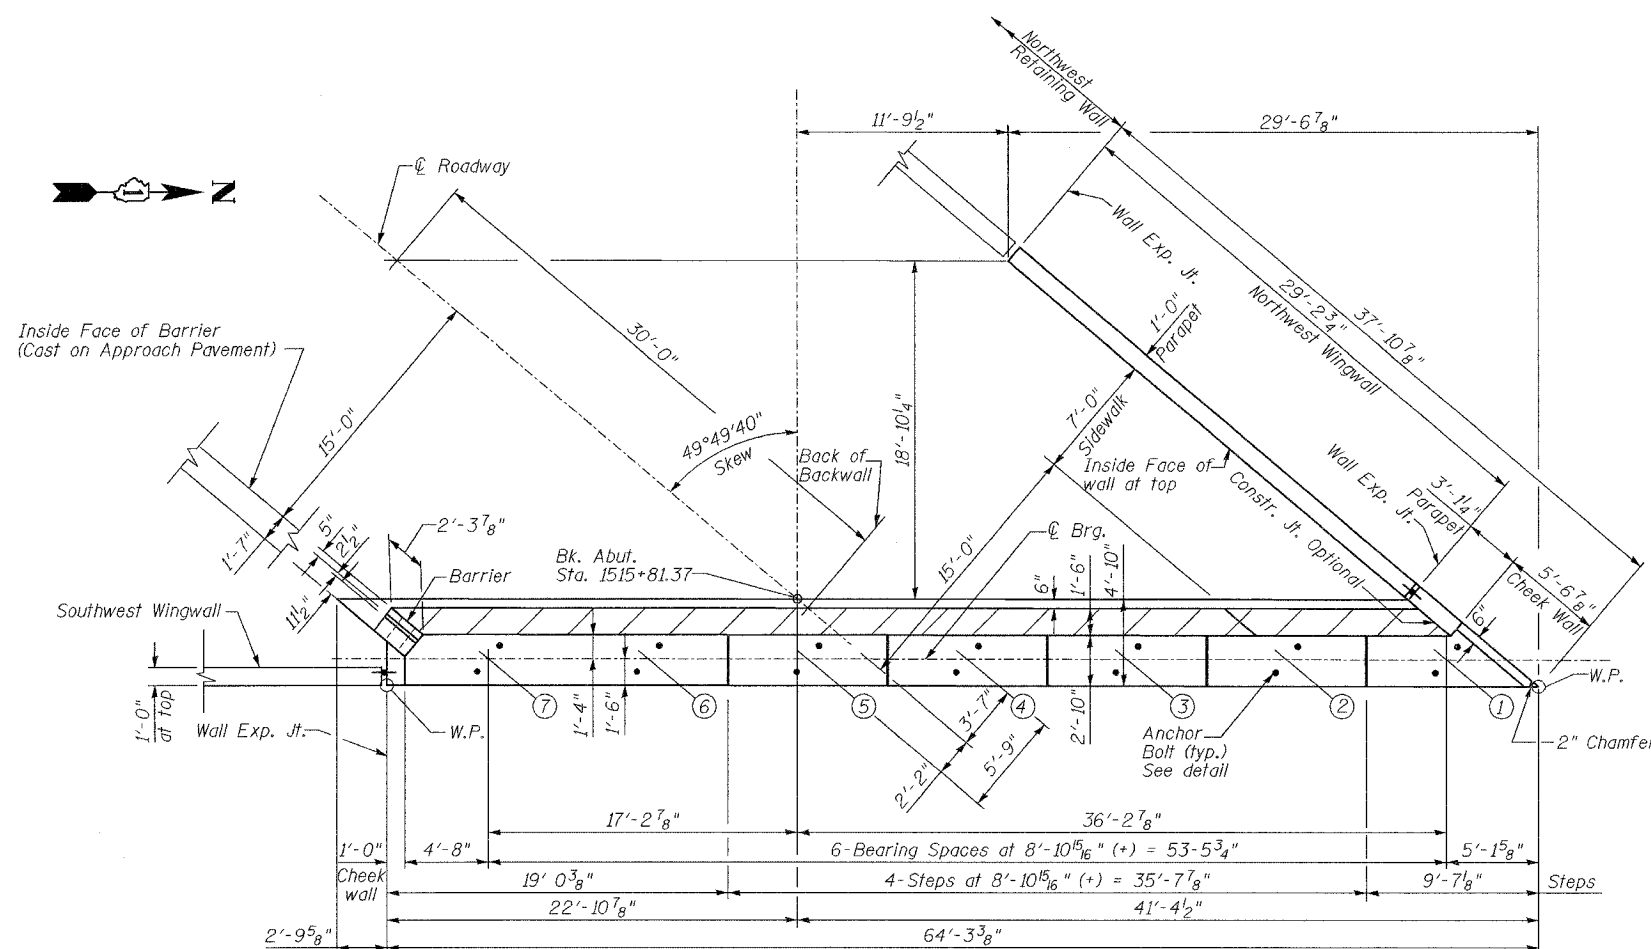 Northwest
Retaining Wall
11'-9½"
29'-6⅞"
℄ Roadway
N
Wall Exp. Jt.
Inside Face of Barrier
(Cast on Approach Pavement)
30'-0"
15'-0"
49°49'40"
Skew
Back of
Backwall
18'-10¼"
1'-0"
Parapet
29'-2¾"
Northwest Wingwall
37'-10⅞"
7'-0"
Sidewalk
Inside Face of
wall at top
Constr. Jt. Optional
Wall Exp. Jt.
3'-1¼"
Parapet
5'-6⅞"
Cheek Wall
6"
1'-7"
5"
2½"
11½"
2'-3⅞"
Barrier
Bk. Abut.
Sta. 1515+81.37
℄ Brg.
15'-0"
6"
1'-6"
4'-10"
Southwest Wingwall
1'-0"
at top
Wall Exp. Jt.
W.P.
7
6
5
4
3
2
1
1'-4"
1'-6"
2'-10"
3'-7"
2'-2"
5'-9"
Anchor
Bolt (typ.)
See detail
W.P.
2" Chamfer
17'-2⅞"
36'-2⅞"
1'-0"
Cheek
wall
4'-8"
6-Bearing Spaces at 8'-10 15/16" (+) = 53-5¾"
5'-1⅝"
19' 0⅜"
4-Steps at 8'-10 15/16" (+) = 35'-7⅞"
9'-7⅛"
Steps
22'-10⅞"
41'-4½"
2'-9⅝"
64'-3⅜"